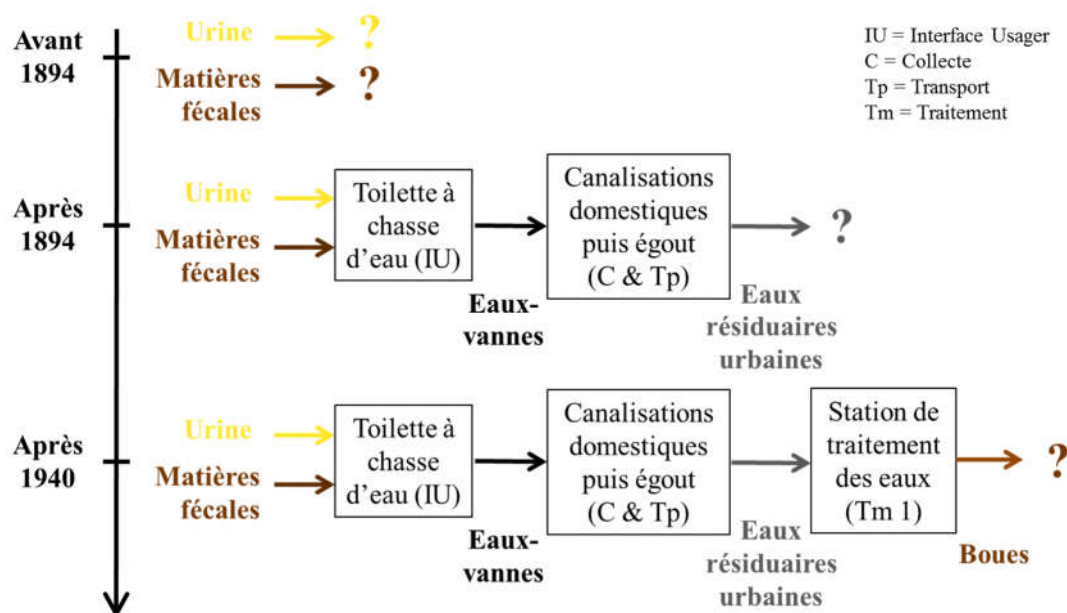 Avant
1894
Urine
?
Matières
fécales
?
IU = Interface Usager
C = Collecte
Tp = Transport
Tm = Traitement
Après
1894
Urine
Matières
fécales
Toilette à
chasse
d’eau (IU)
Eaux-
vannes
Canalisations
domestiques
puis égout
(C & Tp)
Eaux
résiduaires
urbaines
?
Après
1940
Urine
Matières
fécales
Toilette à
chasse
d’eau (IU)
Eaux-
vannes
Canalisations
domestiques
puis égout
(C & Tp)
Eaux
résiduaires
urbaines
Station de
traitement
des eaux
(Tm 1)
Boues
?